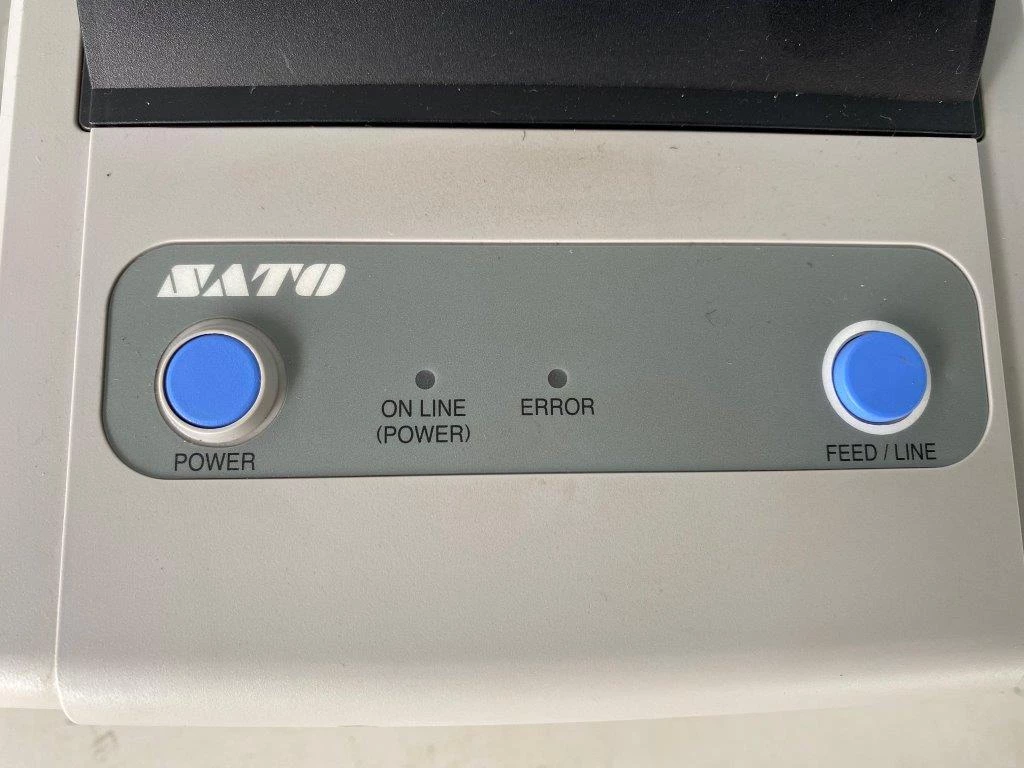 SATO
ON LINE
(POWER)
ERROR
POWER
FEED / LINE